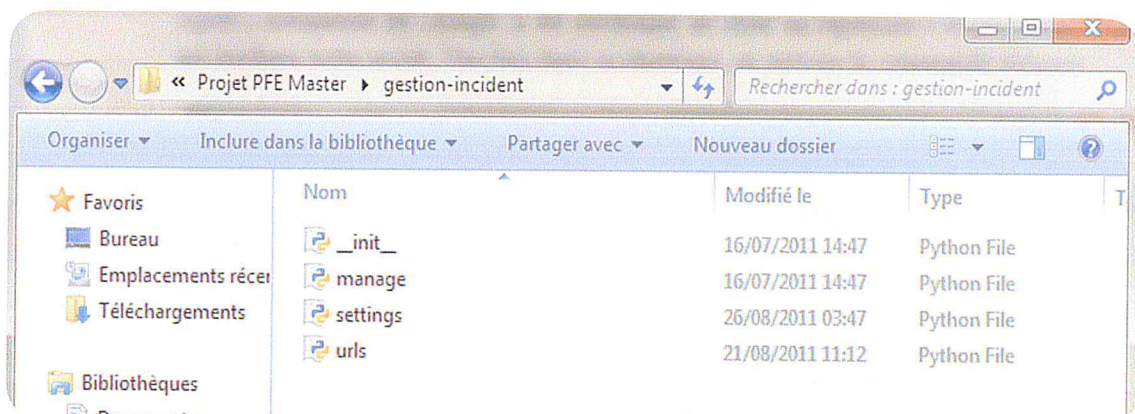 « Projet PFE Master gestion-incident Rechercher dans : gestion-incident
Organiser Inclure dans la bibliothèque Partager avec Nouveau dossier
Nom Modifié le Type
Favoris
Bureau __init__ 16/07/2011 14:47 Python File
Emplacements récer manage 16/07/2011 14:47 Python File
Téléchargements settings 26/08/2011 03:47 Python File
urls 21/08/2011 11:12 Python File
Bibliothèques